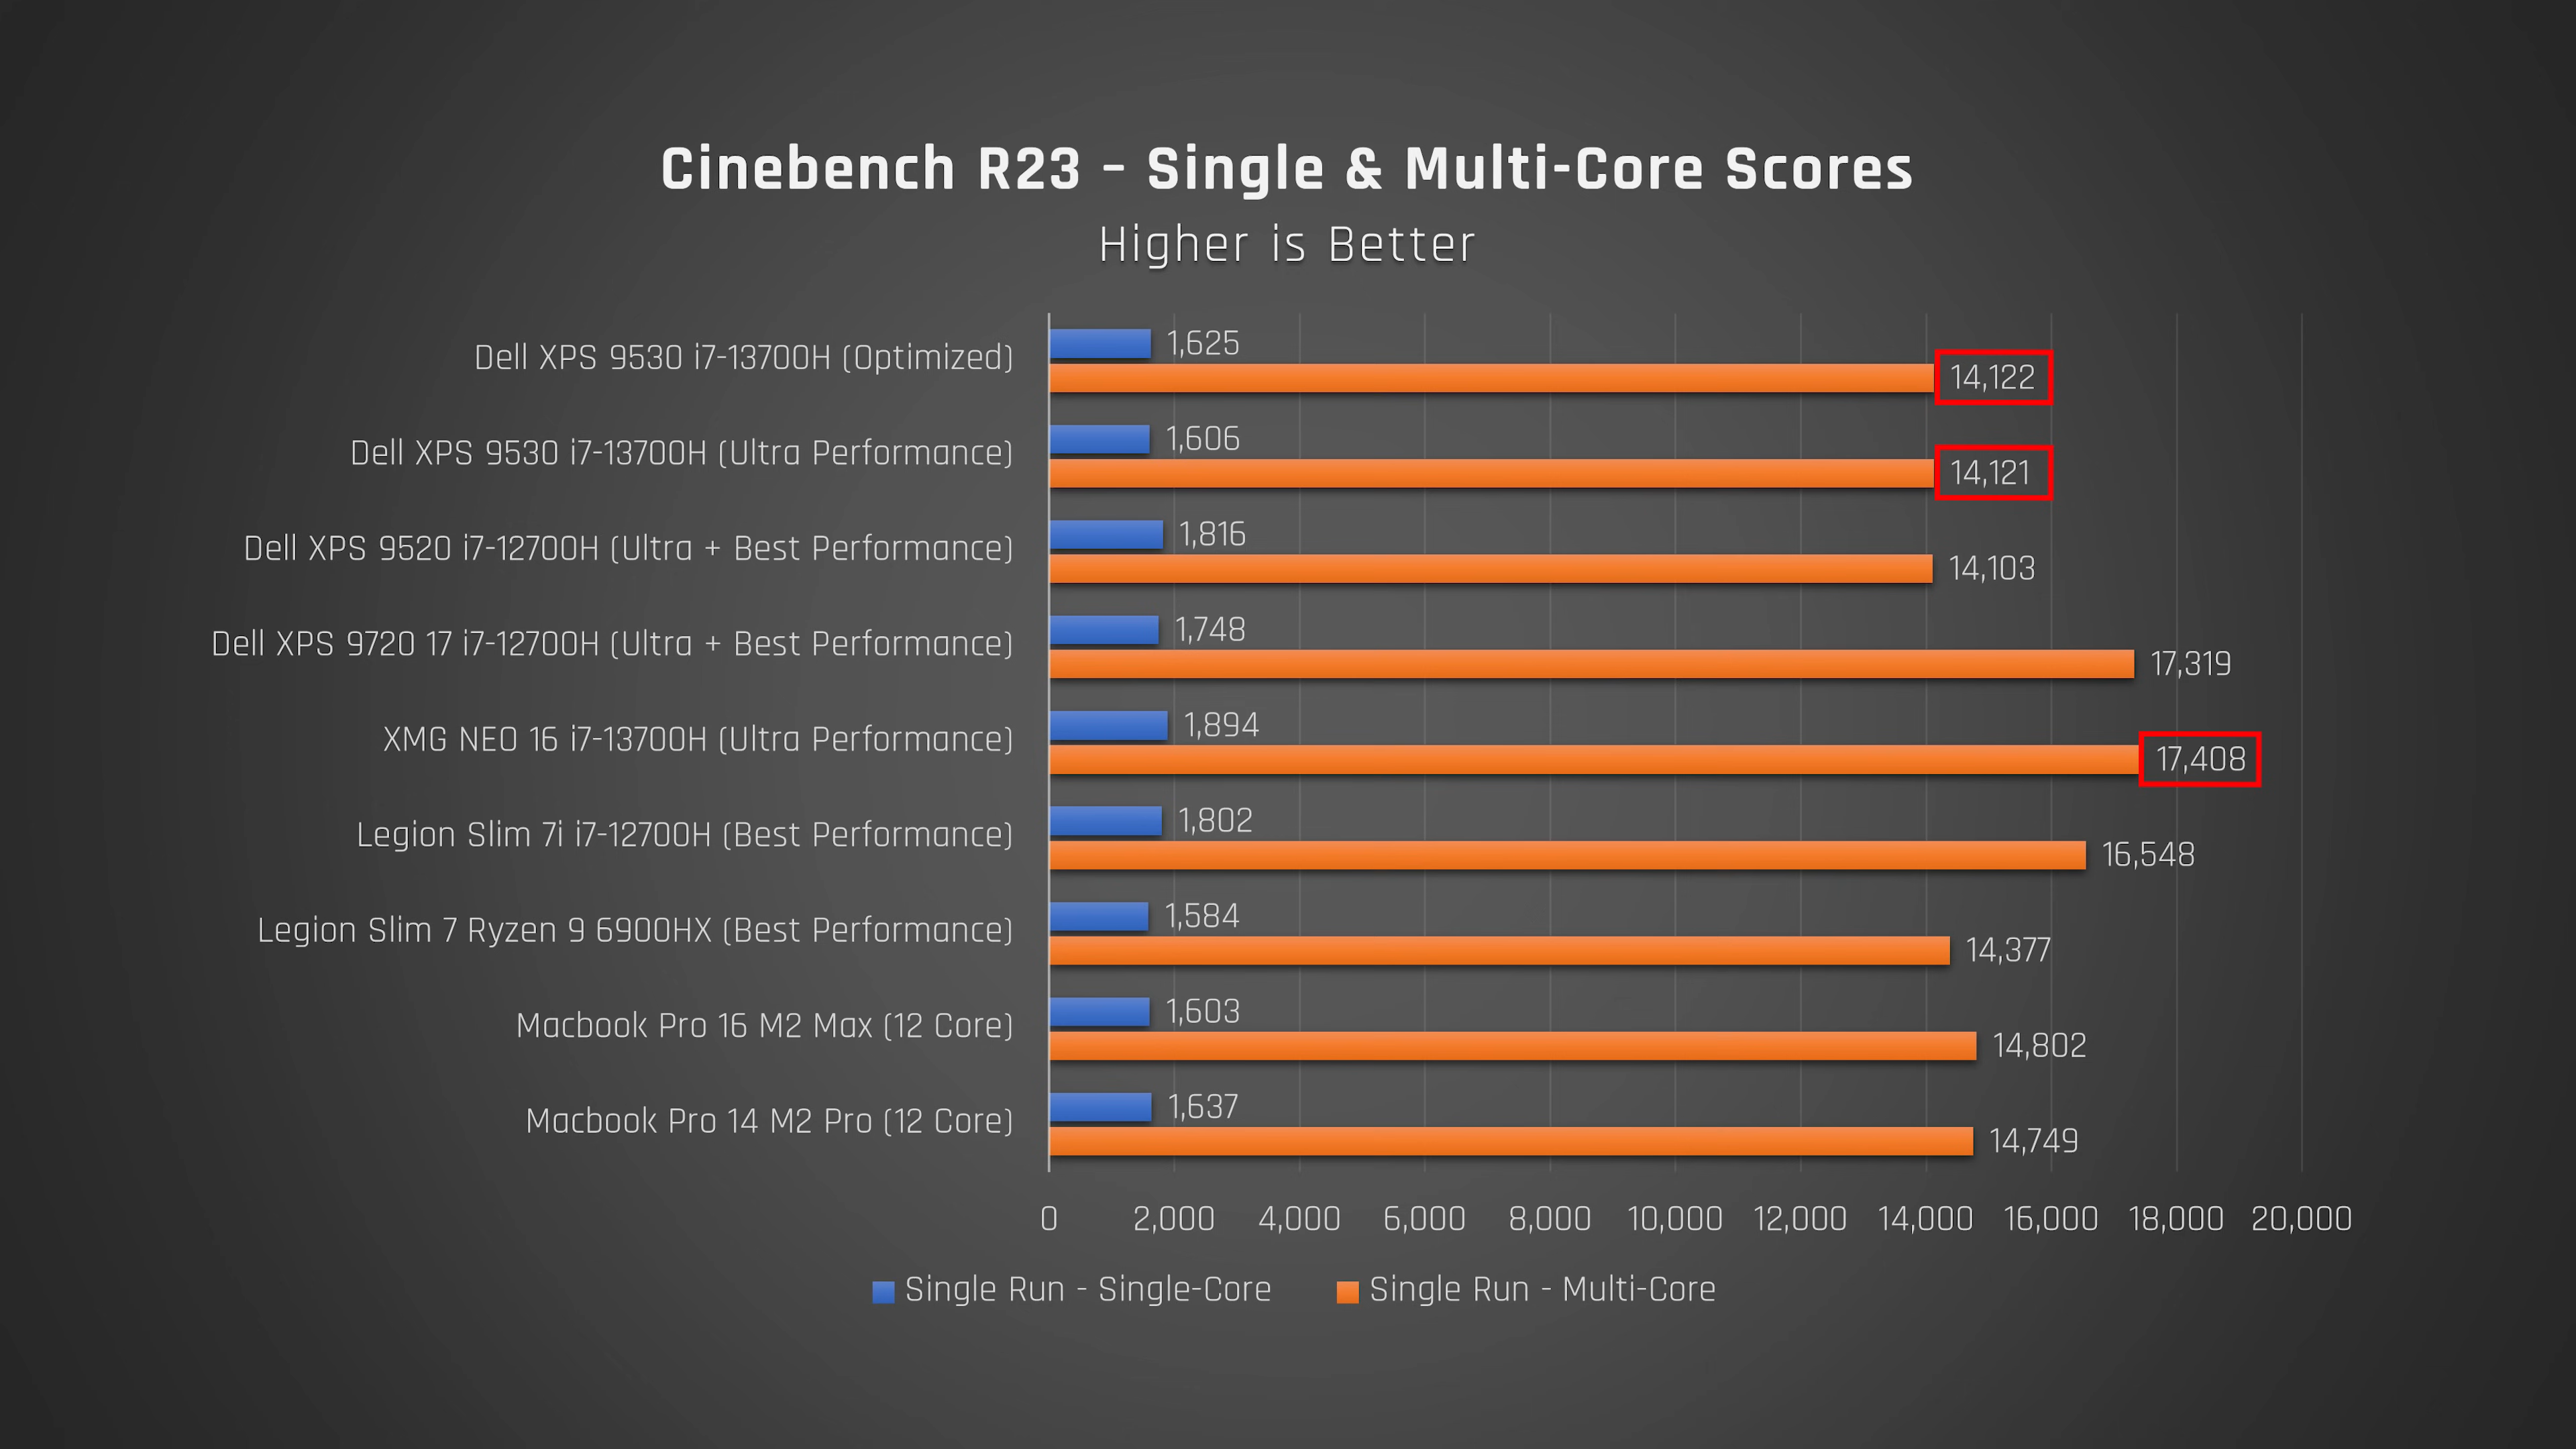 Cinebench R23 – Single & Multi-Core Scores
Higher is Better
Dell XPS 9530 i7-13700H (Optimized)
1,625
14,122
Dell XPS 9530 i7-13700H (Ultra Performance)
1,606
14,121
Dell XPS 9520 i7-12700H (Ultra + Best Performance)
1,816
14,103
Dell XPS 9720 17 i7-12700H (Ultra + Best Performance)
1,748
17,319
XMG NEO 16 i7-13700H (Ultra Performance)
1,894
17,408
Legion Slim 7i i7-12700H (Best Performance)
1,802
16,548
Legion Slim 7 Ryzen 9 6900HX (Best Performance)
1,584
14,377
Macbook Pro 16 M2 Max (12 Core)
1,603
14,802
Macbook Pro 14 M2 Pro (12 Core)
1,637
14,749
0 2,000 4,000 6,000 8,000 10,000 12,000 14,000 16,000 18,000 20,000
Single Run - Single-Core Single Run - Multi-Core